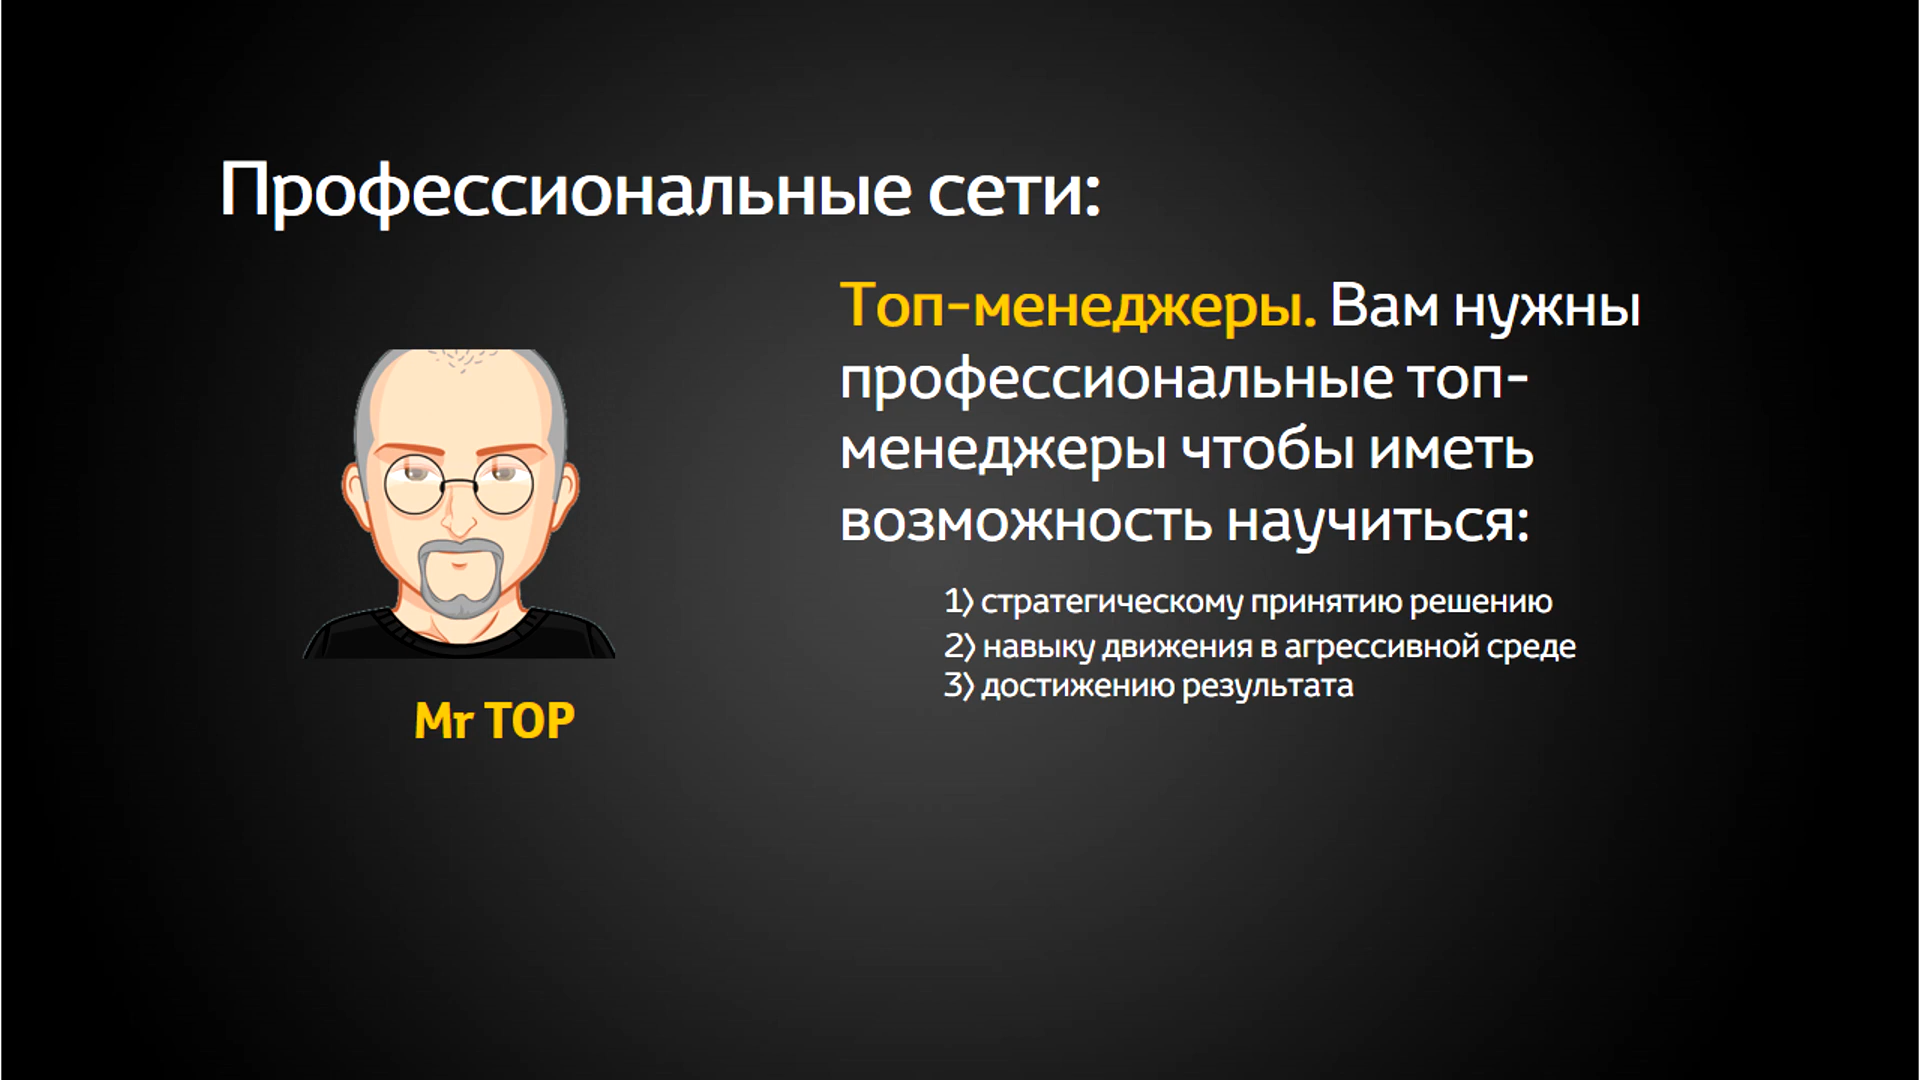 Профессиональные сети:
Топ-менеджеры. Вам нужны
профессиональные топ-
менеджеры чтобы иметь
возможность научиться:
1) стратегическому принятию решению
2) навыку движения в агрессивной среде
3) достижению результата
Mr TOP